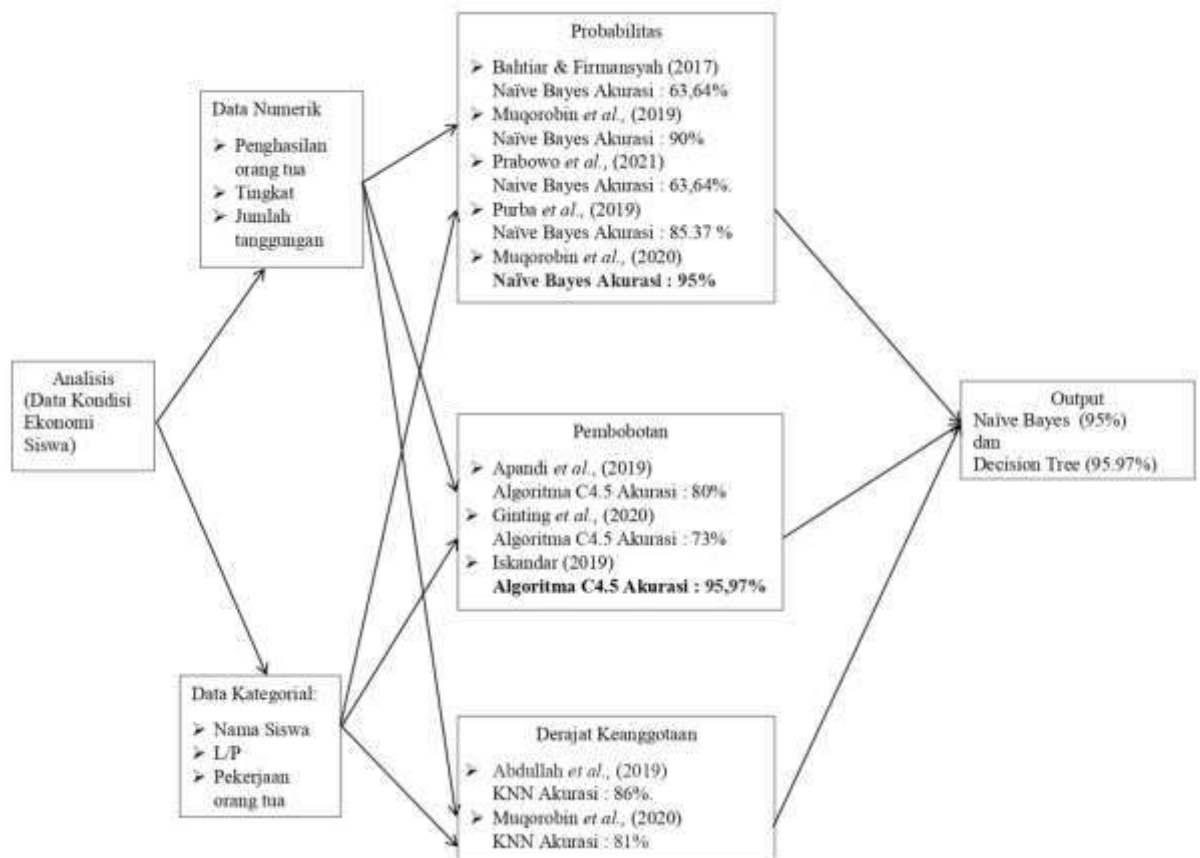 Analisis
(Data Kondisi
Ekonomi
Siswa)
Data Numerik
➢ Penghasilan
orang tua
➢ Tingkat
➢ Jumlah
tanggungan
Data Kategorial:
➢ Nama Siswa
➢ L/P
➢ Pekerjaan
orang tua
Probabilitas
➢ Bahtiar & Firmansyah (2017)
Naïve Bayes Akurasi : 63,64%
➢ Muqorobin et al., (2019)
Naïve Bayes Akurasi : 90%
➢ Prabowo et al., (2021)
Naive Bayes Akurasi : 63,64%.
➢ Purba et al., (2019)
Naïve Bayes Akurasi : 85.37 %
➢ Muqorobin et al., (2020)
Naïve Bayes Akurasi : 95%
Pembobotan
➢ Apandi et al., (2019)
Algoritma C4.5 Akurasi : 80%
➢ Ginting et al., (2020)
Algoritma C4.5 Akurasi : 73%
➢ Iskandar (2019)
Algoritma C4.5 Akurasi : 95,97%
Derajat Keanggotaan
➢ Abdullah et al., (2019)
KNN Akurasi : 86%.
➢ Muqorobin et al., (2020)
KNN Akurasi : 81%
Output
Naïve Bayes (95%)
dan
Decision Tree (95.97%)